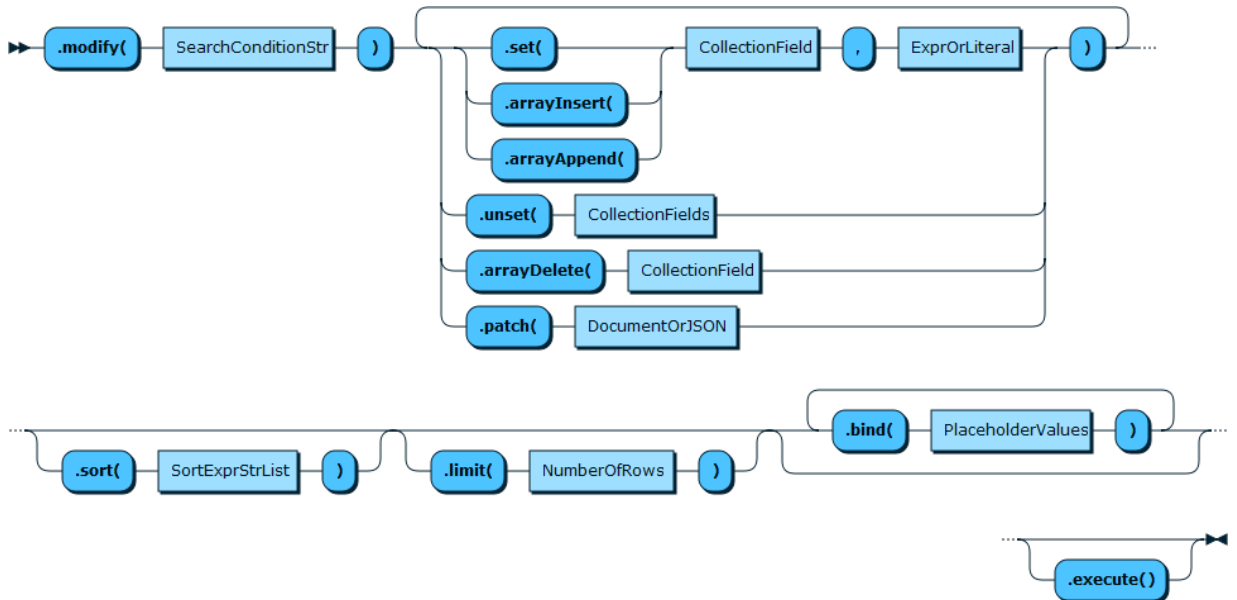 .modify( SearchConditionStr ) .set( CollectionField , ExprOrLiteral )
.arrayInsert(
.arrayAppend(
.unset( CollectionFields
.arrayDelete( CollectionField
.patch( DocumentOrJSON
.sort( SortExprStrList ) .limit( NumberOfRows ) .bind( PlaceholderValues )
.execute()